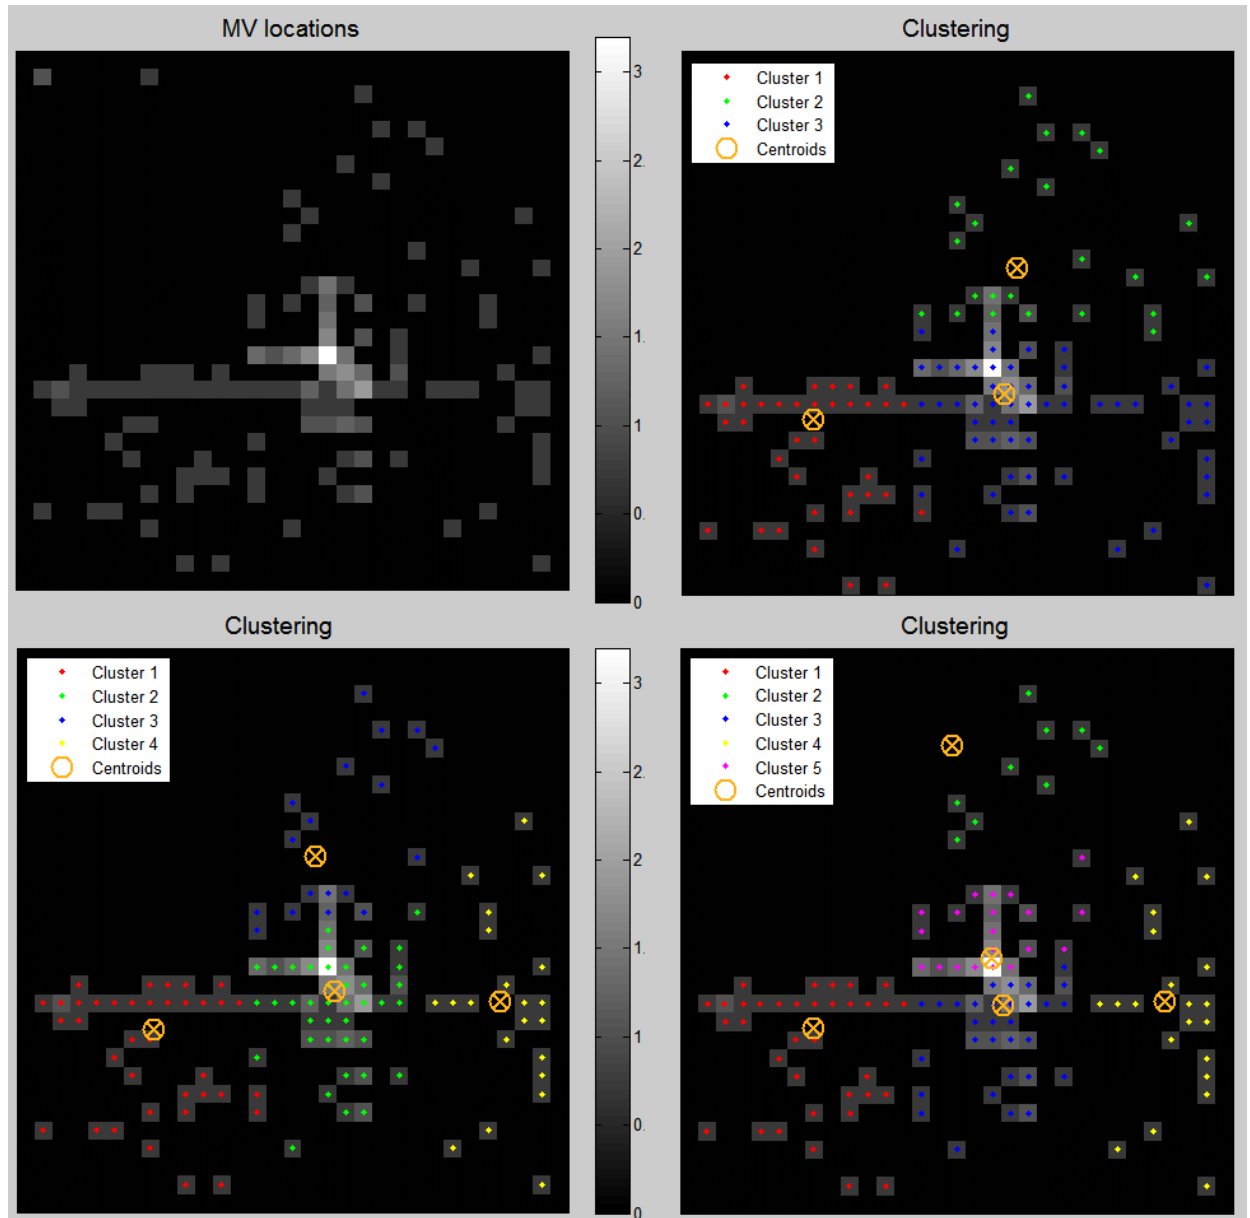 MV locations
3
2.
2
1.
1
0.
0
Clustering
Cluster 1
Cluster 2
Cluster 3
Centroids
Clustering
Cluster 1
Cluster 2
Cluster 3
Cluster 4
Centroids
3
2.
2
1.
1
0.
0
Clustering
Cluster 1
Cluster 2
Cluster 3
Cluster 4
Cluster 5
Centroids